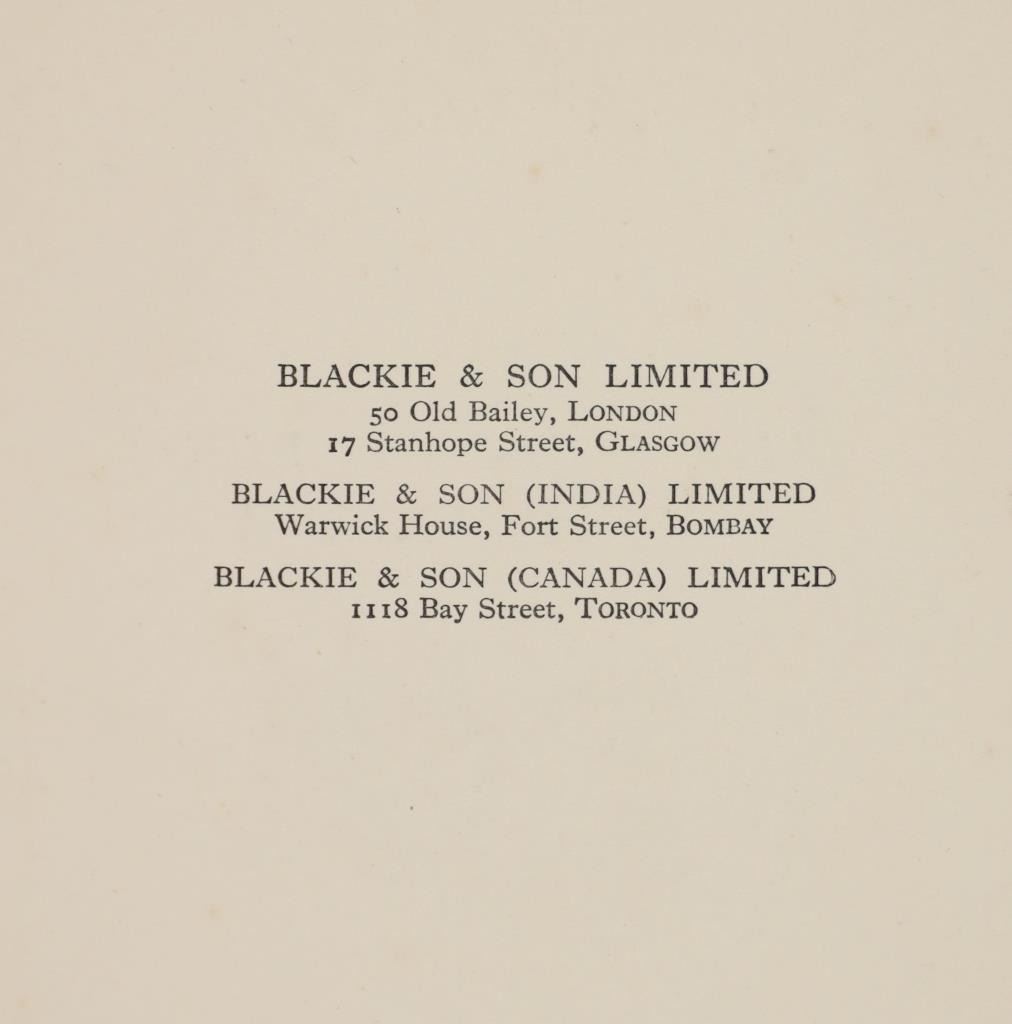 BLACKIE & SON LIMITED
50 Old Bailey, LONDON
17 Stanhope Street, GLASGOW
BLACKIE & SON (INDIA) LIMITED
Warwick House, Fort Street, BOMBAY
BLACKIE & SON (CANADA) LIMITED
1118 Bay Street, TORONTO